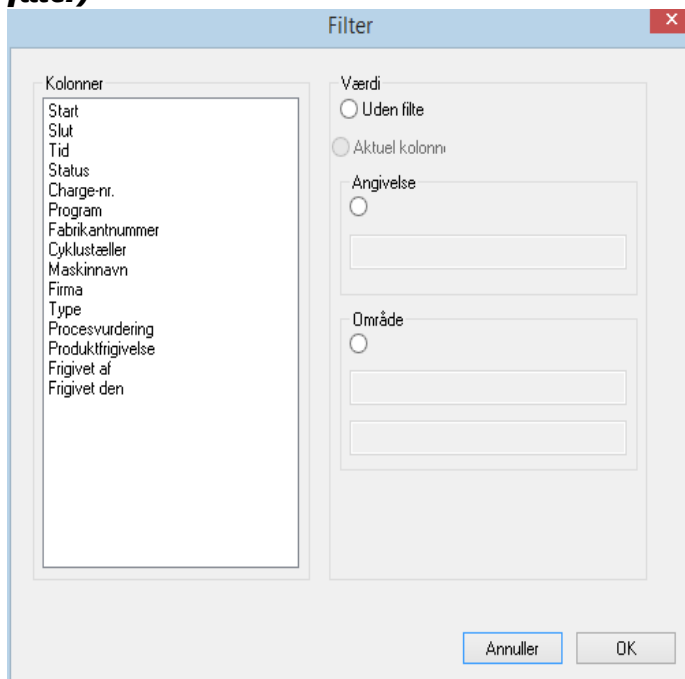 Filter
Kolonner
Start
Slut
Tid
Status
Charge-nr.
Program
Fabrikantnummer
Cyklustæller
Maskinnavn
Firma
Type
Procesvurdering
Produktfrigivelse
Frigivet af
Frigivet den
Værdi
Uden filte
Aktuel kolonn
Angivelse
Område
Annuller
OK